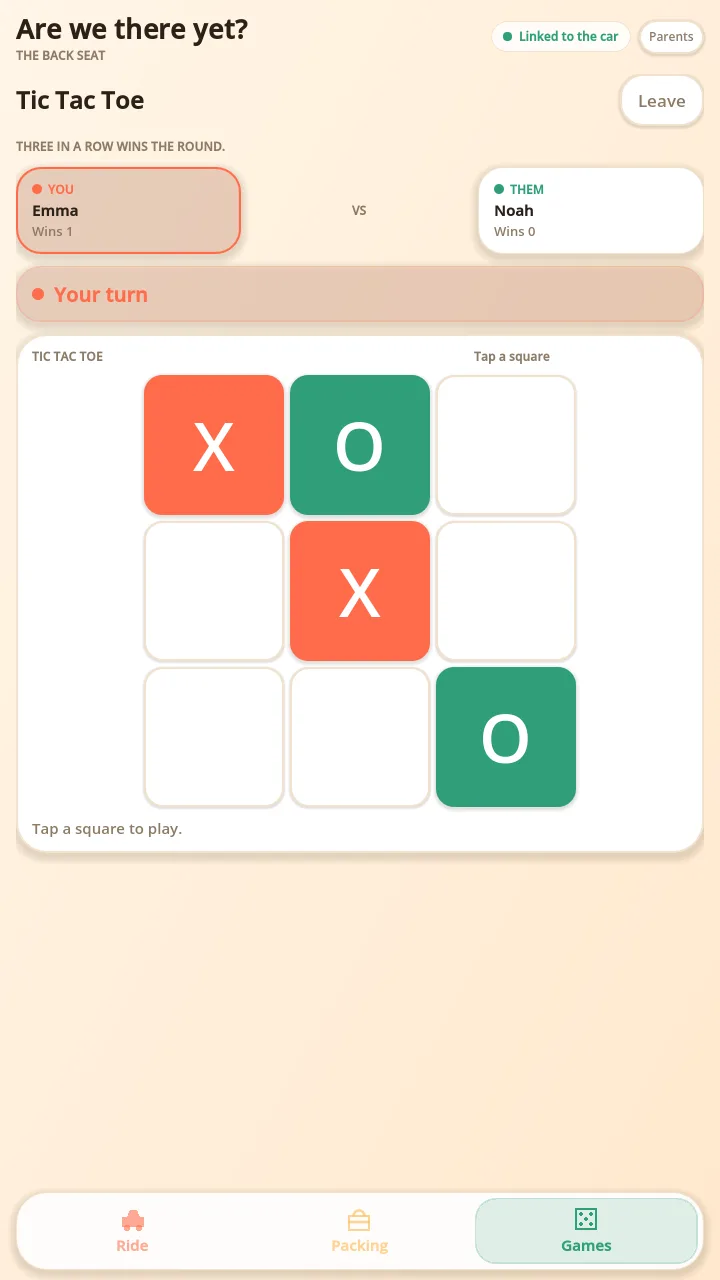 Are we there yet?
THE BACK SEAT
Linked to the car
Parents
Tic Tac Toe
Leave
THREE IN A ROW WINS THE ROUND.
YOU
Emma
Wins 1
VS
THEM
Noah
Wins 0
Your turn
TIC TAC TOE
Tap a square
X O
X
O
Tap a square to play.
Ride
Packing
Games